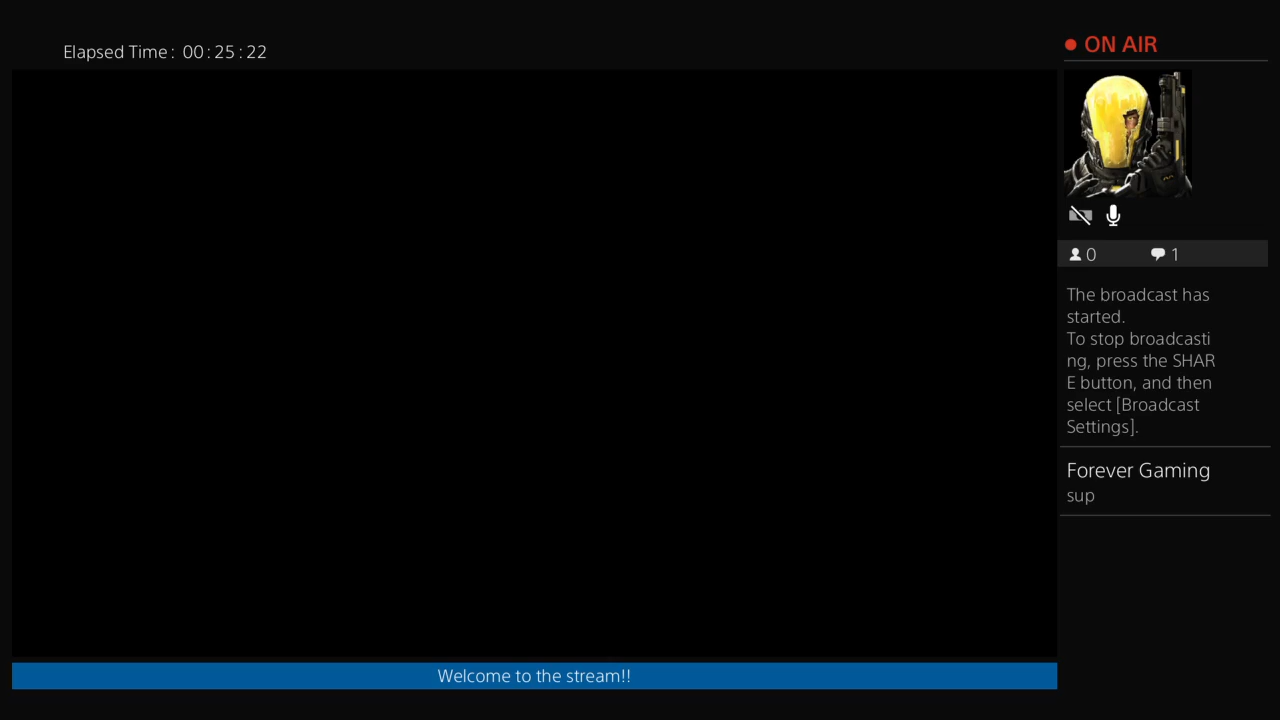 Elapsed Time: 00:25:22
ON AIR
0 1
The broadcast has
started.
To stop broadcasti
ng, press the SHAR
E button, and then
select [Broadcast
Settings].
Forever Gaming
sup
Welcome to the stream!!